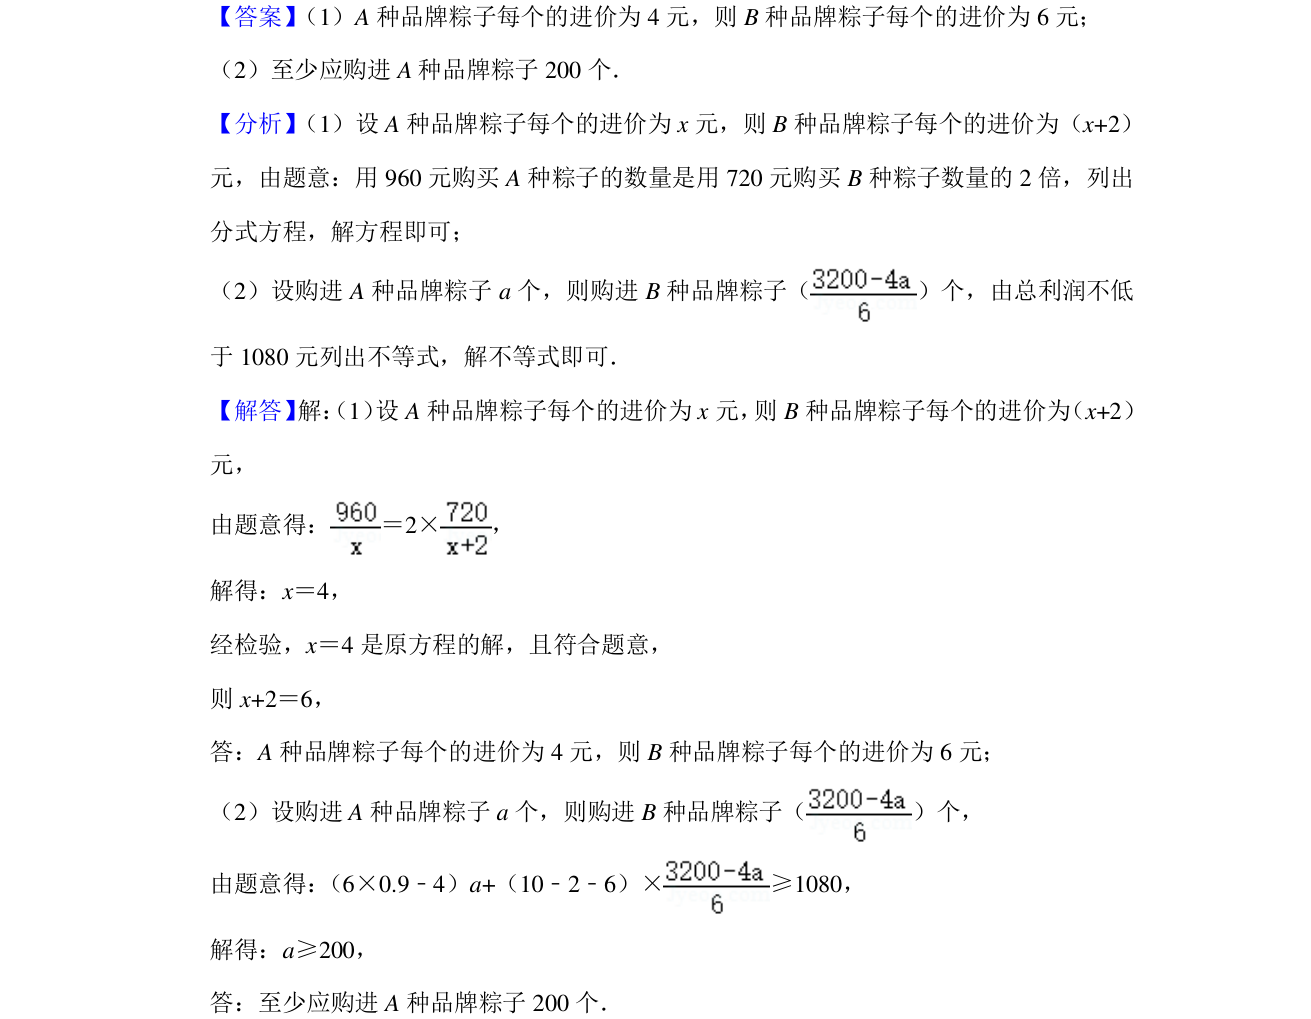 【答案】（1）A 种品牌粽子每个的进价为 4 元，则 B 种品牌粽子每个的进价为 6 元；
（2）至少应购进 A 种品牌粽子 200 个．
【分析】（1）设 A 种品牌粽子每个的进价为 x 元，则 B 种品牌粽子每个的进价为（x+2）
元，由题意：用 960 元购买 A 种粽子的数量是用 720 元购买 B 种粽子数量的 2 倍，列出
分式方程，解方程即可；
（2）设购进 A 种品牌粽子 a 个，则购进 B 种品牌粽子（\frac{3200-4a}{6}）个，由总利润不低
于 1080 元列出不等式，解不等式即可．
【解答】解：（1）设 A 种品牌粽子每个的进价为 x 元，则 B 种品牌粽子每个的进价为（x+2）
元，
由题意得：\frac{960}{x}＝2×\frac{720}{x+2}，
解得：x＝4，
经检验，x＝4 是原方程的解，且符合题意，
则 x+2＝6，
答：A 种品牌粽子每个的进价为 4 元，则 B 种品牌粽子每个的进价为 6 元；
（2）设购进 A 种品牌粽子 a 个，则购进 B 种品牌粽子（\frac{3200-4a}{6}）个，
由题意得：（6×0.9﹣4）a+（10﹣2﹣6）×\frac{3200-4a}{6}≥1080，
解得：a≥200，
答：至少应购进 A 种品牌粽子 200 个．